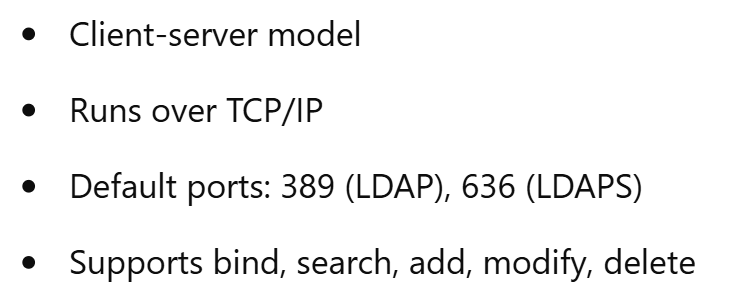 • Client-server model
• Runs over TCP/IP
• Default ports: 389 (LDAP), 636 (LDAPS)
• Supports bind, search, add, modify, delete